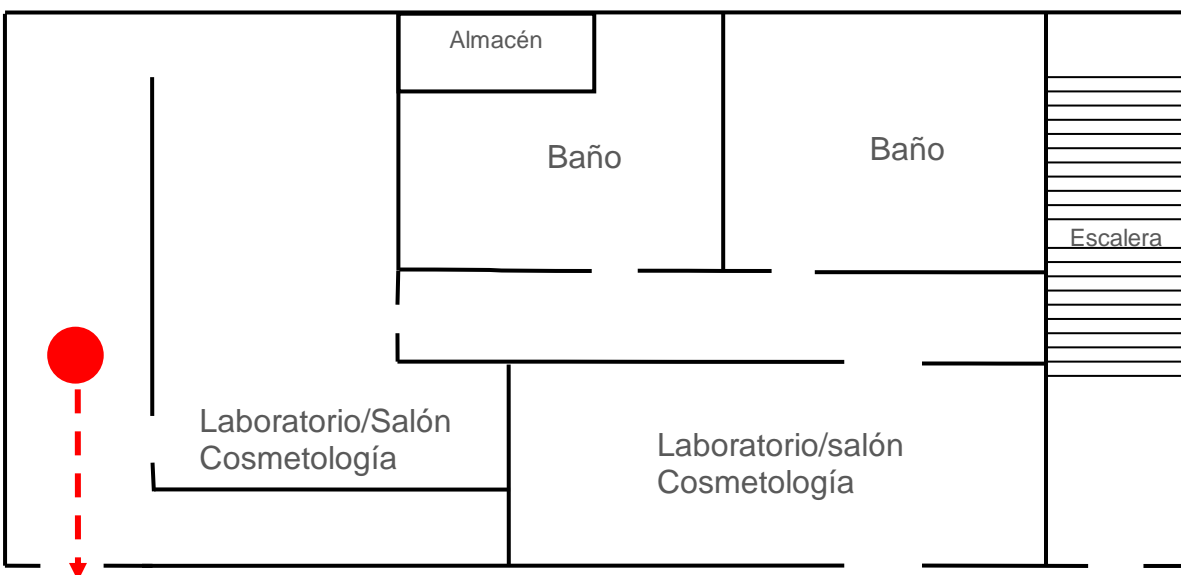 Almacén
Baño
Baño
Escalera
Laboratorio/Salón
Cosmetología
Laboratorio/salón
Cosmetología